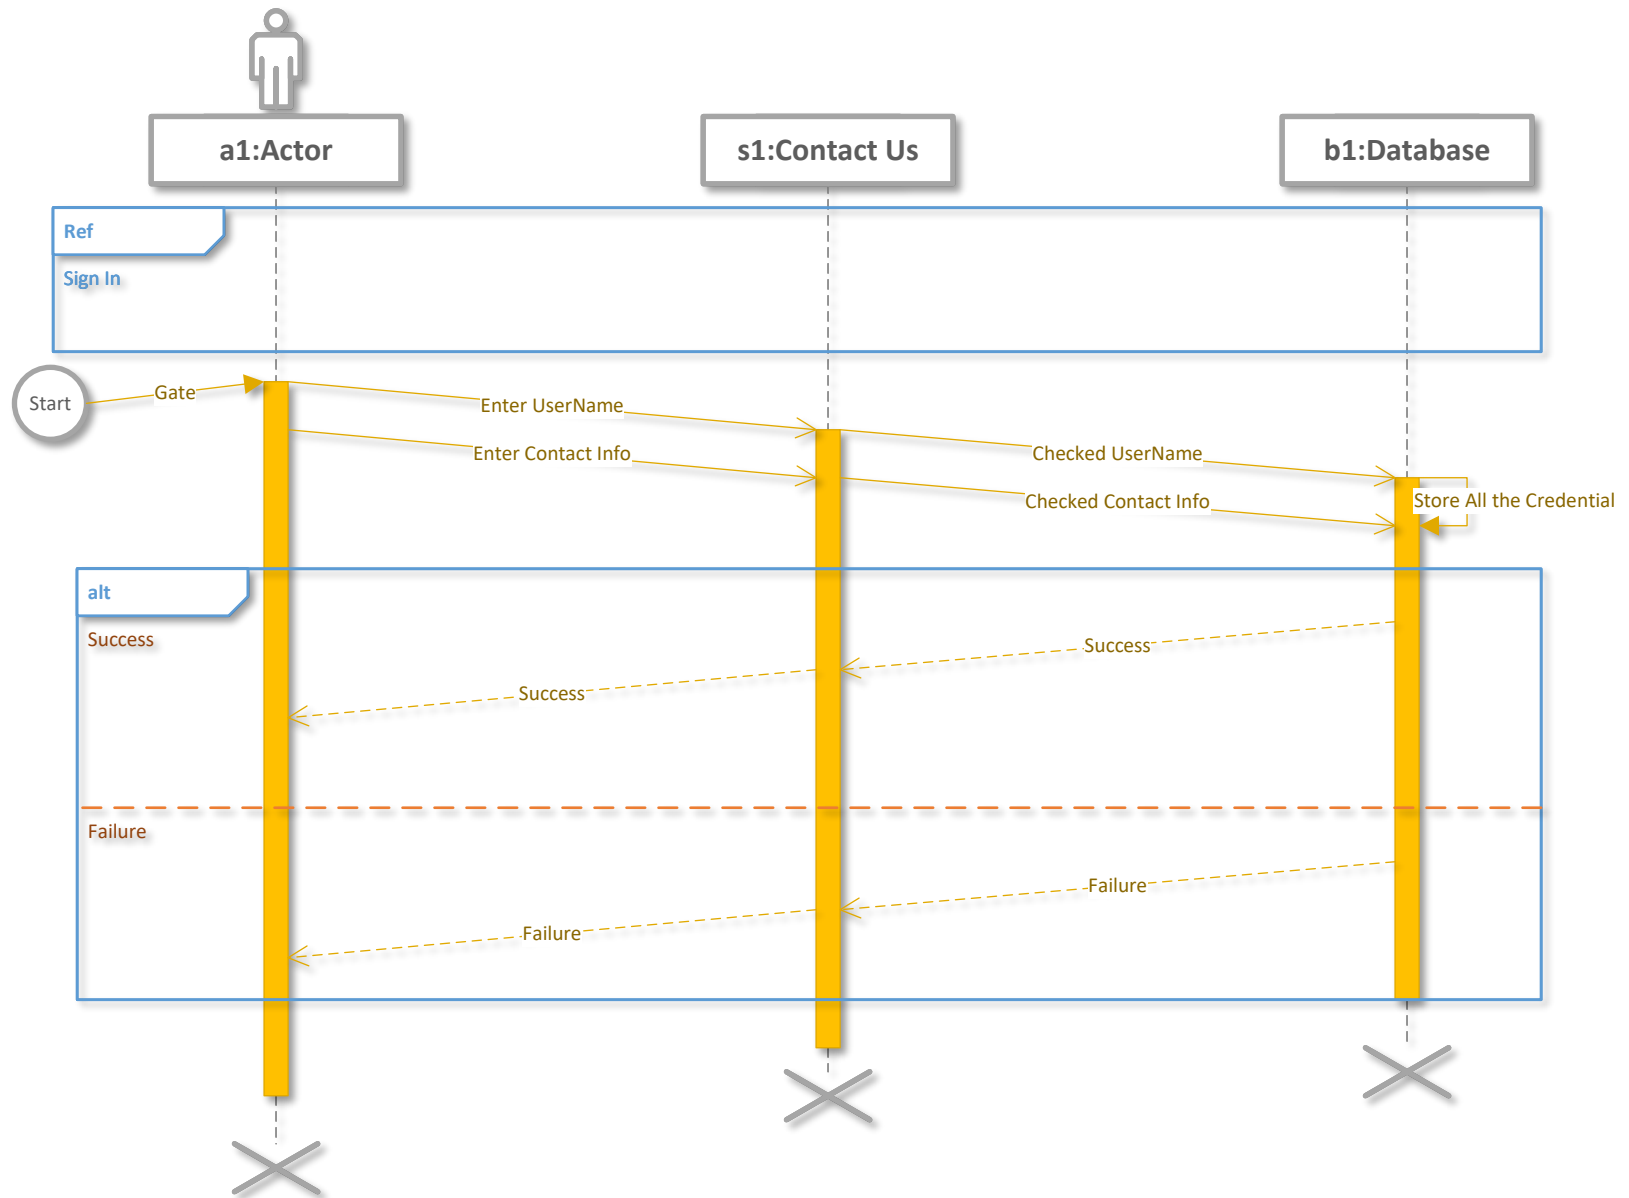 a1:Actor
s1:Contact Us
b1:Database
Ref
Sign In
Start
Gate
Enter UserName
Enter Contact Info
Checked UserName
Checked Contact Info
Store All the Credential
alt
Success
Success
Success
Failure
Failure
Failure